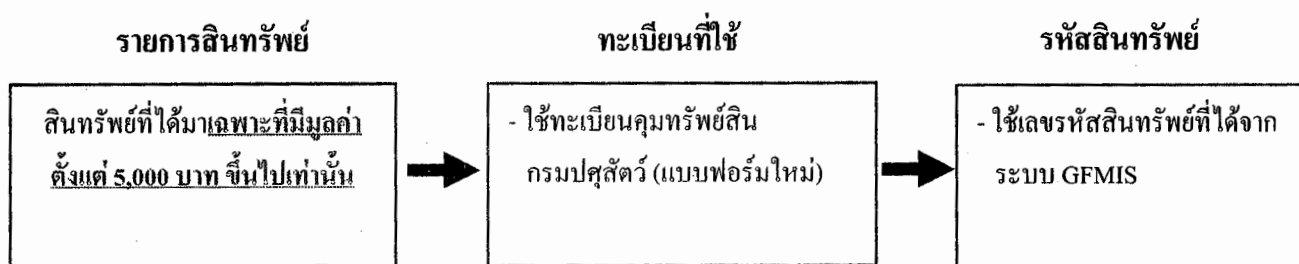 รายการสินทรัพย์
ทะเบียนที่ใช้
รหัสสินทรัพย์
สินทรัพย์ที่ได้มาเฉพาะที่มีมูลค่า
ตั้งแต่ 5,000 บาท ขึ้นไปเท่านั้น
- ใช้ทะเบียนคุมทรัพย์สิน
กรมปศุสัตว์ (แบบฟอร์มใหม่)
- ใช้เลขรหัสสินทรัพย์ที่ได้จาก
ระบบ GFMIS